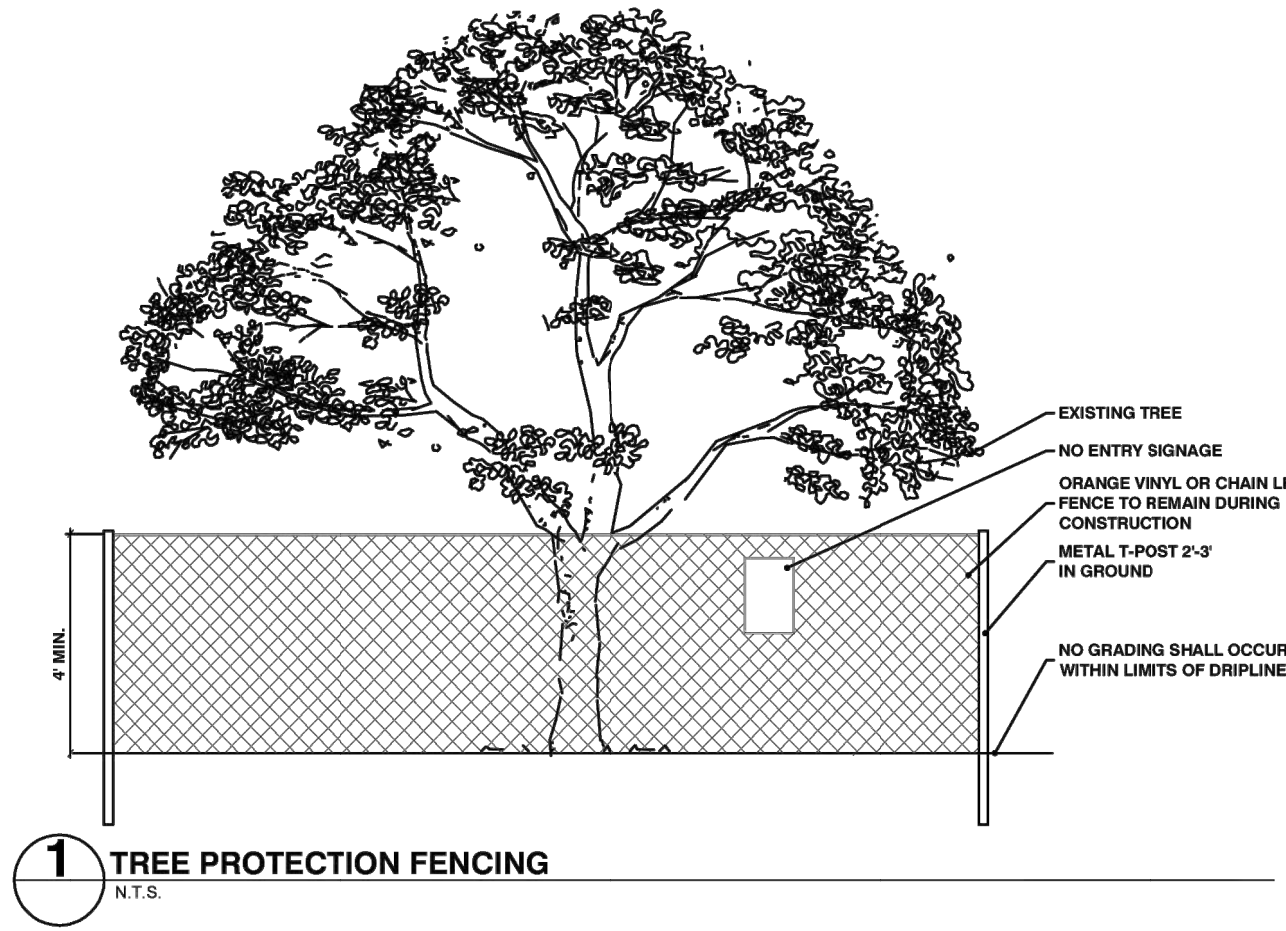 EXISTING TREE
NO ENTRY SIGNAGE
ORANGE VINYL OR CHAIN LI
FENCE TO REMAIN DURING
CONSTRUCTION
METAL T-POST 2'-3'
IN GROUND
4' MIN.
NO GRADING SHALL OCCUR
WITHIN LIMITS OF DRIPLINE
1 TREE PROTECTION FENCING
N.T.S.